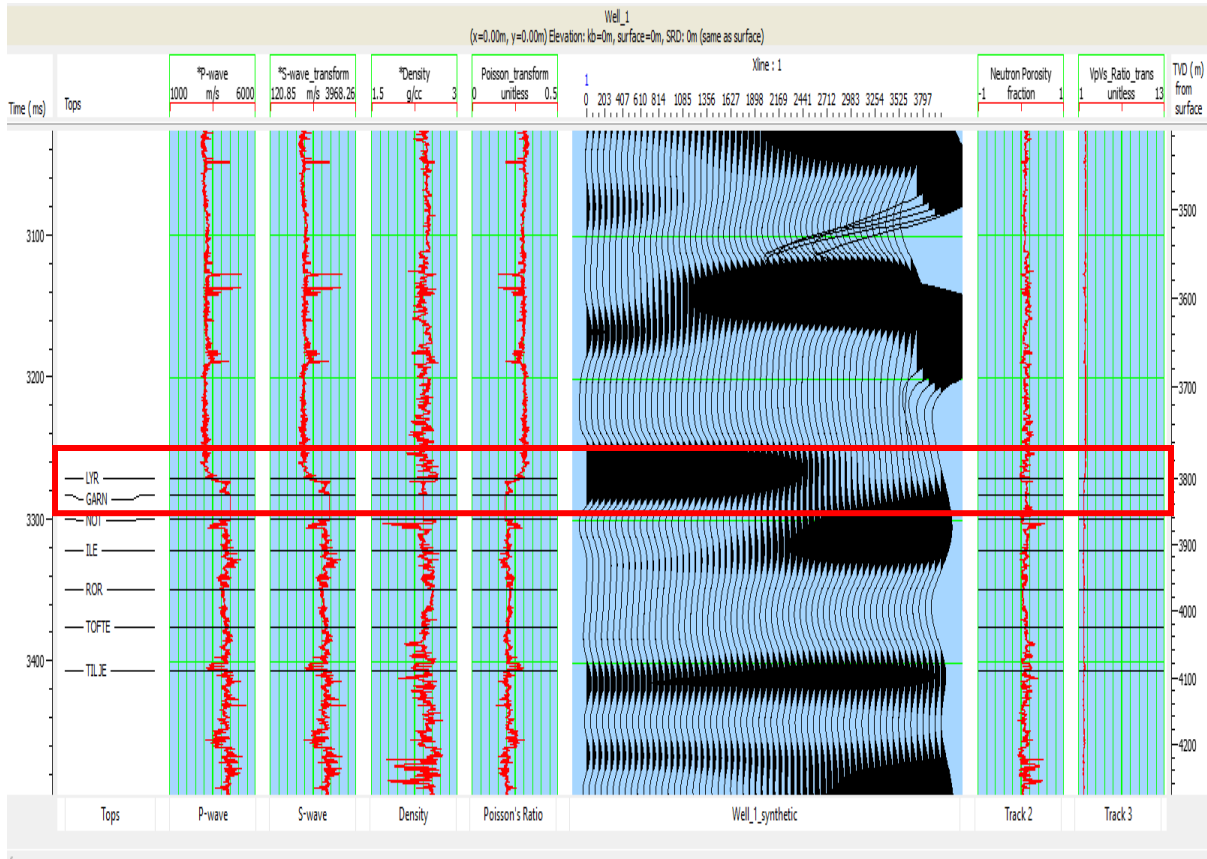 Well_1
(x=0.00m, y=0.00m) Elevation: kb=0m, surface=0m, SRD: 0m (same as surface)
Time (ms)
Tops
*P-wave
1000 m/s 6000
*S-wave_transform
120.85 m/s 3968.26
*Density
1.5 g/cc 3
Poisson_transform
0 unitless 0.5
Xline : 1
1
0 203 407 610 814 1085 1356 1627 1898 2169 2441 2712 2983 3254 3525 3797
Neutron Porosity
-1 fraction 1
VpVs_Ratio_trans
1 unitless 13
TVD (m)
from
surface
3100
3200
3300
3400
LYR
GARN
NOT
ILE
ROR
TOFTE
TILJE
3500
3600
3700
3800
3900
4000
4100
4200
Tops P-wave S-wave Density Poisson's Ratio Well_1_synthetic Track 2 Track 3